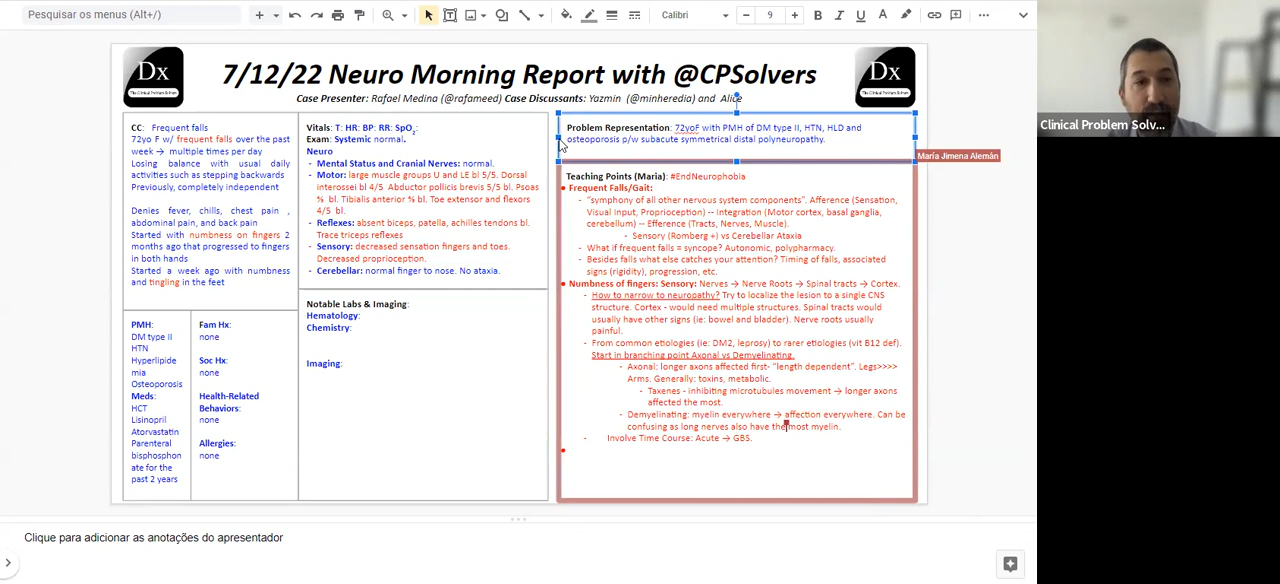 Pesquisar os menus (Alt+/)
Calibri
9
B I U A
Dx
The Clinical Problem Solvers
7/12/22 Neuro Morning Report with @CPSolvers
Case Presenter: Rafael Medina (@rafameed) Case Discussants: Yazmin (@minheredia) and Alice
Dx
The Clinical Problem Solvers
CC: Frequent falls
72yo F w/ frequent falls over the past
week → multiple times per day
Losing balance with usual daily
activities such as stepping backwards
Previously, completely independent
Denies fever, chills, chest pain ,
abdominal, and back pain
Started with numbness on fingers 2
months ago that progressed to fingers
in both hands
Started a week ago with numbness
and tingling in the feet
PMH:
DM type II
HTN
Hyperlipide
mia
Osteoporosis
Meds:
HCT
Lisinopril
Atorvastatin
Parenteral
bisphosphon
ate for the
past 2 years
Fam Hx:
none
Soc Hx:
none
Health-Related
Behaviors:
none
Allergies:
none
Vitals: T: HR: BP: RR: SpO2:
Exam: Systemic normal.
Neuro
- Mental Status and Cranial Nerves: normal.
- Motor: large muscle groups U and LE bl 5/5. Dorsal
interossei bl 4/5 Abductor pollicis brevis 5/5 bl. Psoas
⅘ bl. Tibialis anterior ⅘ bl. Toe extensor and flexors
4/5 bl.
- Reflexes: absent biceps, patella, achilles tendons bl.
Trace triceps reflexes
- Sensory: decreased sensation fingers and toes.
Decreased proprioception.
- Cerebellar: normal finger to nose. No ataxia.
Notable Labs & Imaging:
Hematology:
Chemistry:
Imaging:
Problem Representation: 72yoF with PMH of DM type II, HTN, HLD and
osteoporosis p/w subacute symmetrical distal polyneuropathy.
María Jimena Alemán
Teaching Points (Maria): #EndNeurophobia
● Frequent Falls/Gait:
- "symphony of all other nervous system components". Afference (Sensation,
Visual Input, Proprioception) -- Integration (Motor cortex, basal ganglia,
cerebellum) -- Efference (Tracts, Nerves, Muscle).
- Sensory (Romberg +) vs Cerebellar Ataxia
- What if frequent falls = syncope? Autonomic, polypharmacy.
- Besides falls what else catches your attention? Timing of falls, associated
signs (rigidity), progression, etc.
● Numbness of fingers: Sensory: Nerves → Nerve Roots → Spinal tracts → Cortex.
- How to narrow to neuropathy? Try to localize the lesion to a single CNS
structure. Cortex - would need multiple structures. Spinal tracts would
usually have other signs (ie: bowel and bladder). Nerve roots usually
painful.
- From common etiologies (ie: DM2, leprosy) to rarer etiologies (vit B12 def).
Start in branching point Axonal vs Demyelinating.
- Axonal: longer axons affected first- "length dependent". Legs>>>>
Arms. Generally: toxins, metabolic.
- Taxenes - inhibiting microtubules movement → longer axons
affected the most.
- Demyelinating: myelin everywhere → affection everywhere. Can be
confusing as long nerves also have the most myelin.
- Involve Time Course: Acute → GBS.
●
Clique para adicionar as anotações do apresentador
Clinical Problem Solv...